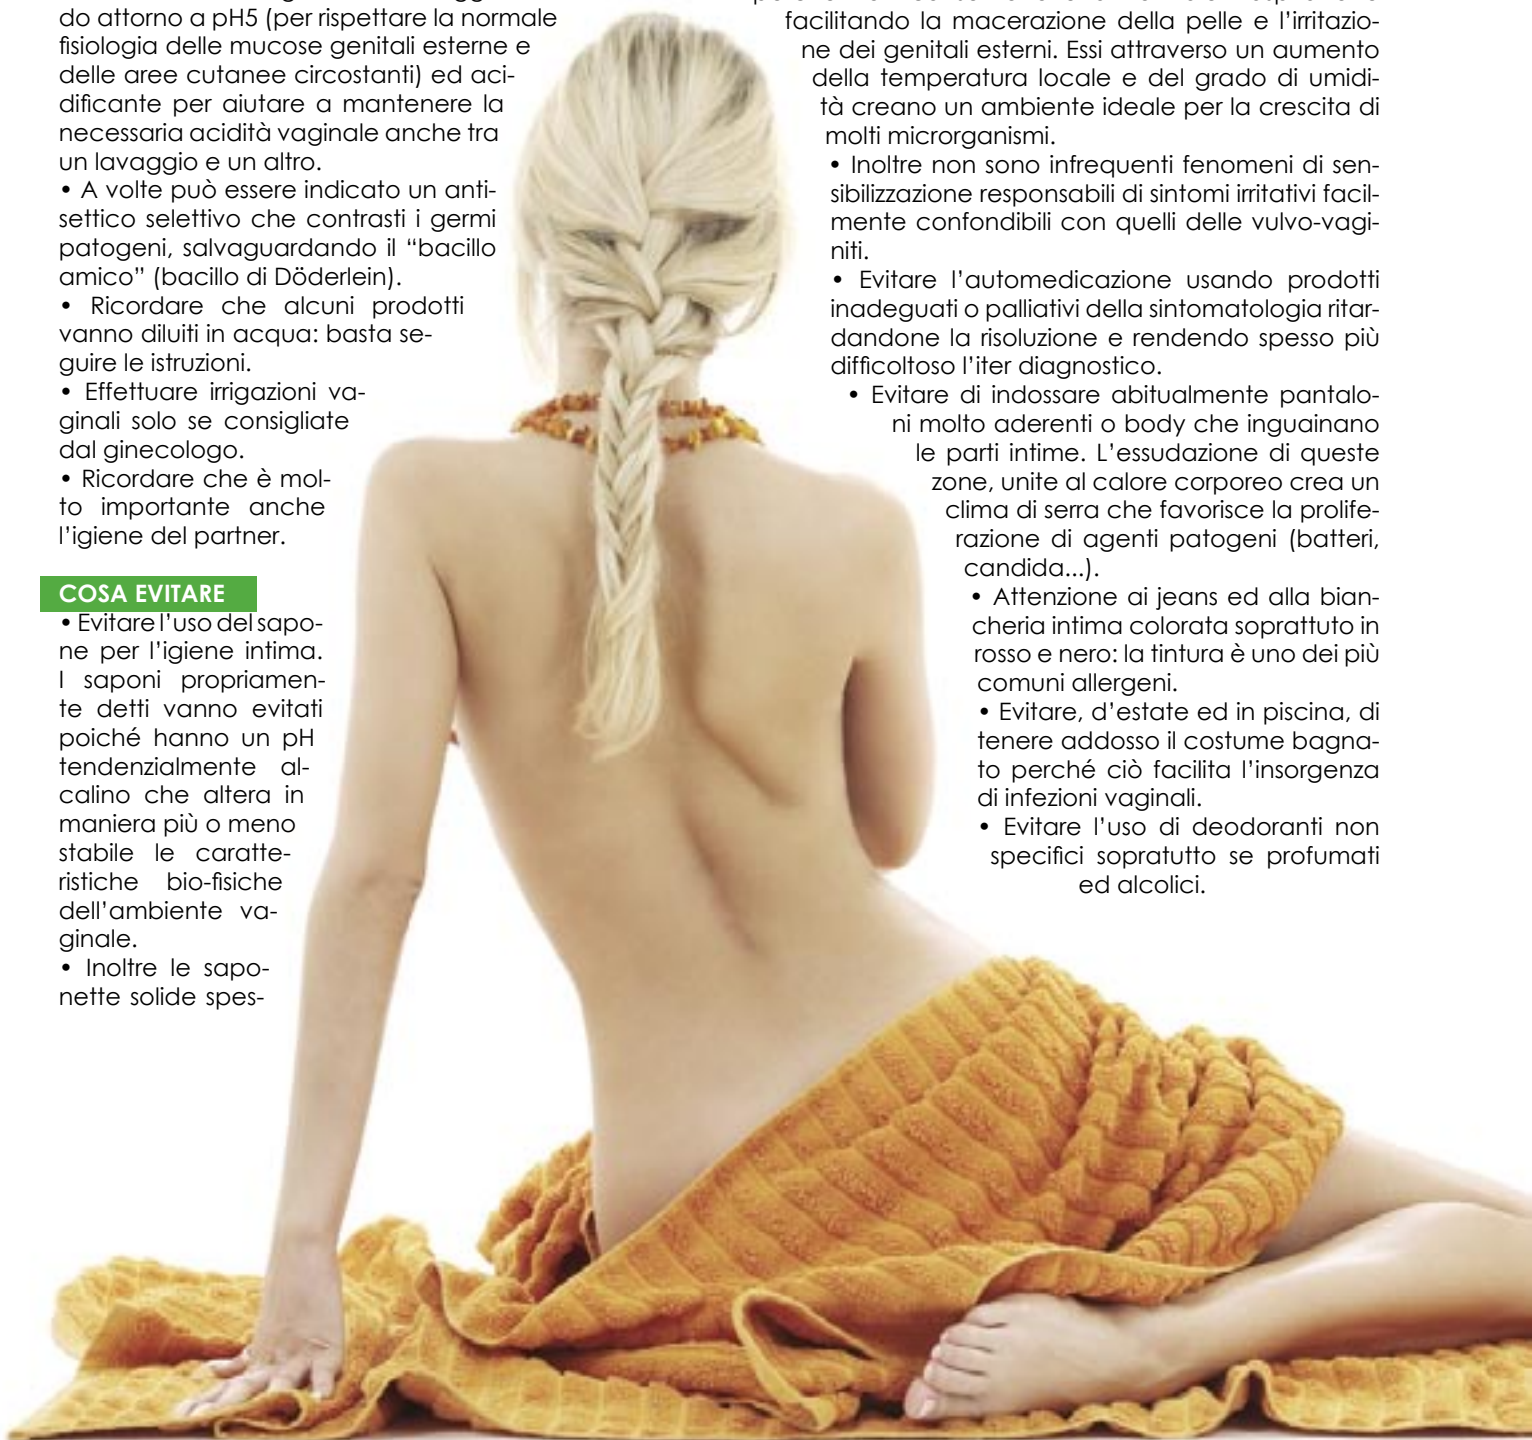 do attorno a pH5 (per rispettare la normale
fisiologia delle mucose genitali esterne e
delle aree cutanee circostanti) ed aci-
dificante per aiutare a mantenere la
necessaria acidità vaginale anche tra
un lavaggio e un altro.
• A volte può essere indicato un anti-
settico selettivo che contrasti i germi
patogeni, salvaguardando il “bacillo
amico” (bacillo di Döderlein).
• Ricordare che alcuni prodotti
vanno diluiti in acqua: basta se-
guire le istruzioni.
• Effettuare irrigazioni va-
ginali solo se consigliate
dal ginecologo.
• Ricordare che è mol-
to importante anche
l’igiene del partner.
COSA EVITARE
• Evitare l’uso del sapo-
ne per l’igiene intima.
I saponi propriamen-
te detti vanno evitati
poiché hanno un pH
tendenzialmente al-
calino che altera in
maniera più o meno
stabile le caratte-
ristiche bio-fisiche
dell’ambiente va-
ginale.
• Inoltre le sapo-
nette solide spes-
facilitando la macerazione della pelle e l’irritazio-
ne dei genitali esterni. Essi attraverso un aumento
della temperatura locale e del grado di umidi-
tà creano un ambiente ideale per la crescita di
molti microrganismi.
• Inoltre non sono infrequenti fenomeni di sen-
sibilizzazione responsabili di sintomi irritativi facil-
mente confondibili con quelli delle vulvo-vagi-
niti.
• Evitare l’automedicazione usando prodotti
inadeguati o palliativi della sintomatologia ritar-
dandone la risoluzione e rendendo spesso più
difficoltoso l’iter diagnostico.
• Evitare di indossare abitualmente pantalo-
ni molto aderenti o body che inguainano
le parti intime. L’essudazione di queste
zone, unite al calore corporeo crea un
clima di serra che favorisce la prolife-
razione di agenti patogeni (batteri,
candida...).
• Attenzione ai jeans ed alla bian-
cheria intima colorata soprattuto in
rosso e nero: la tintura è uno dei più
comuni allergeni.
• Evitare, d’estate ed in piscina, di
tenere addosso il costume bagna-
to perché ciò facilita l’insorgenza
di infezioni vaginali.
• Evitare l’uso di deodoranti non
specifici sopratutto se profumati
ed alcolici.